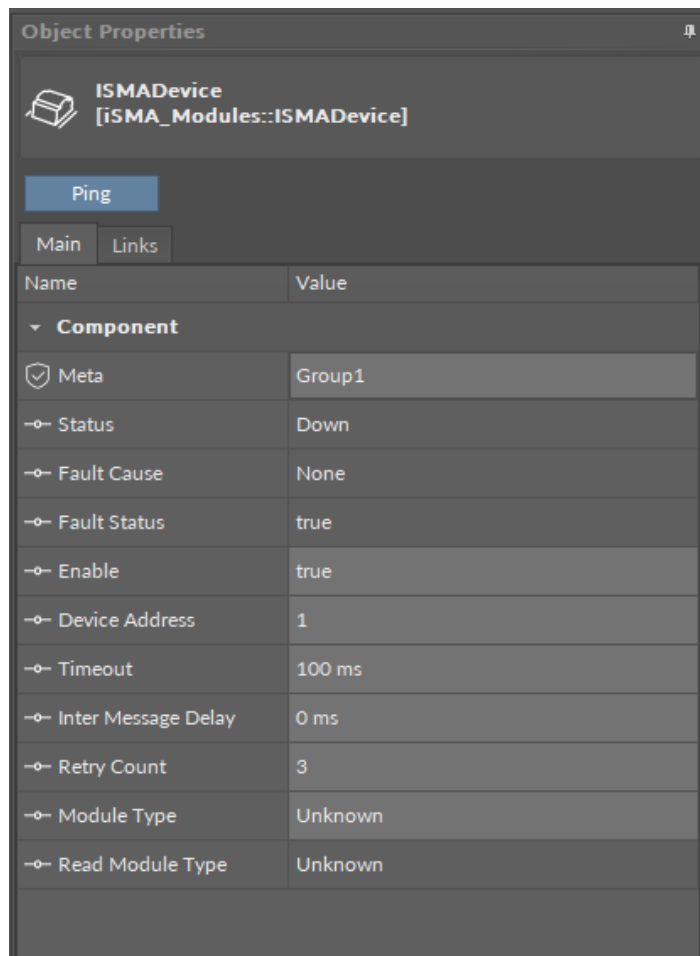 Object Properties
ISMADevice
[iSMA_Modules::ISMADevice]
Ping
Main Links
Name Value
Component
Meta Group1
Status Down
Fault Cause None
Fault Status true
Enable true
Device Address 1
Timeout 100 ms
Inter Message Delay 0 ms
Retry Count 3
Module Type Unknown
Read Module Type Unknown